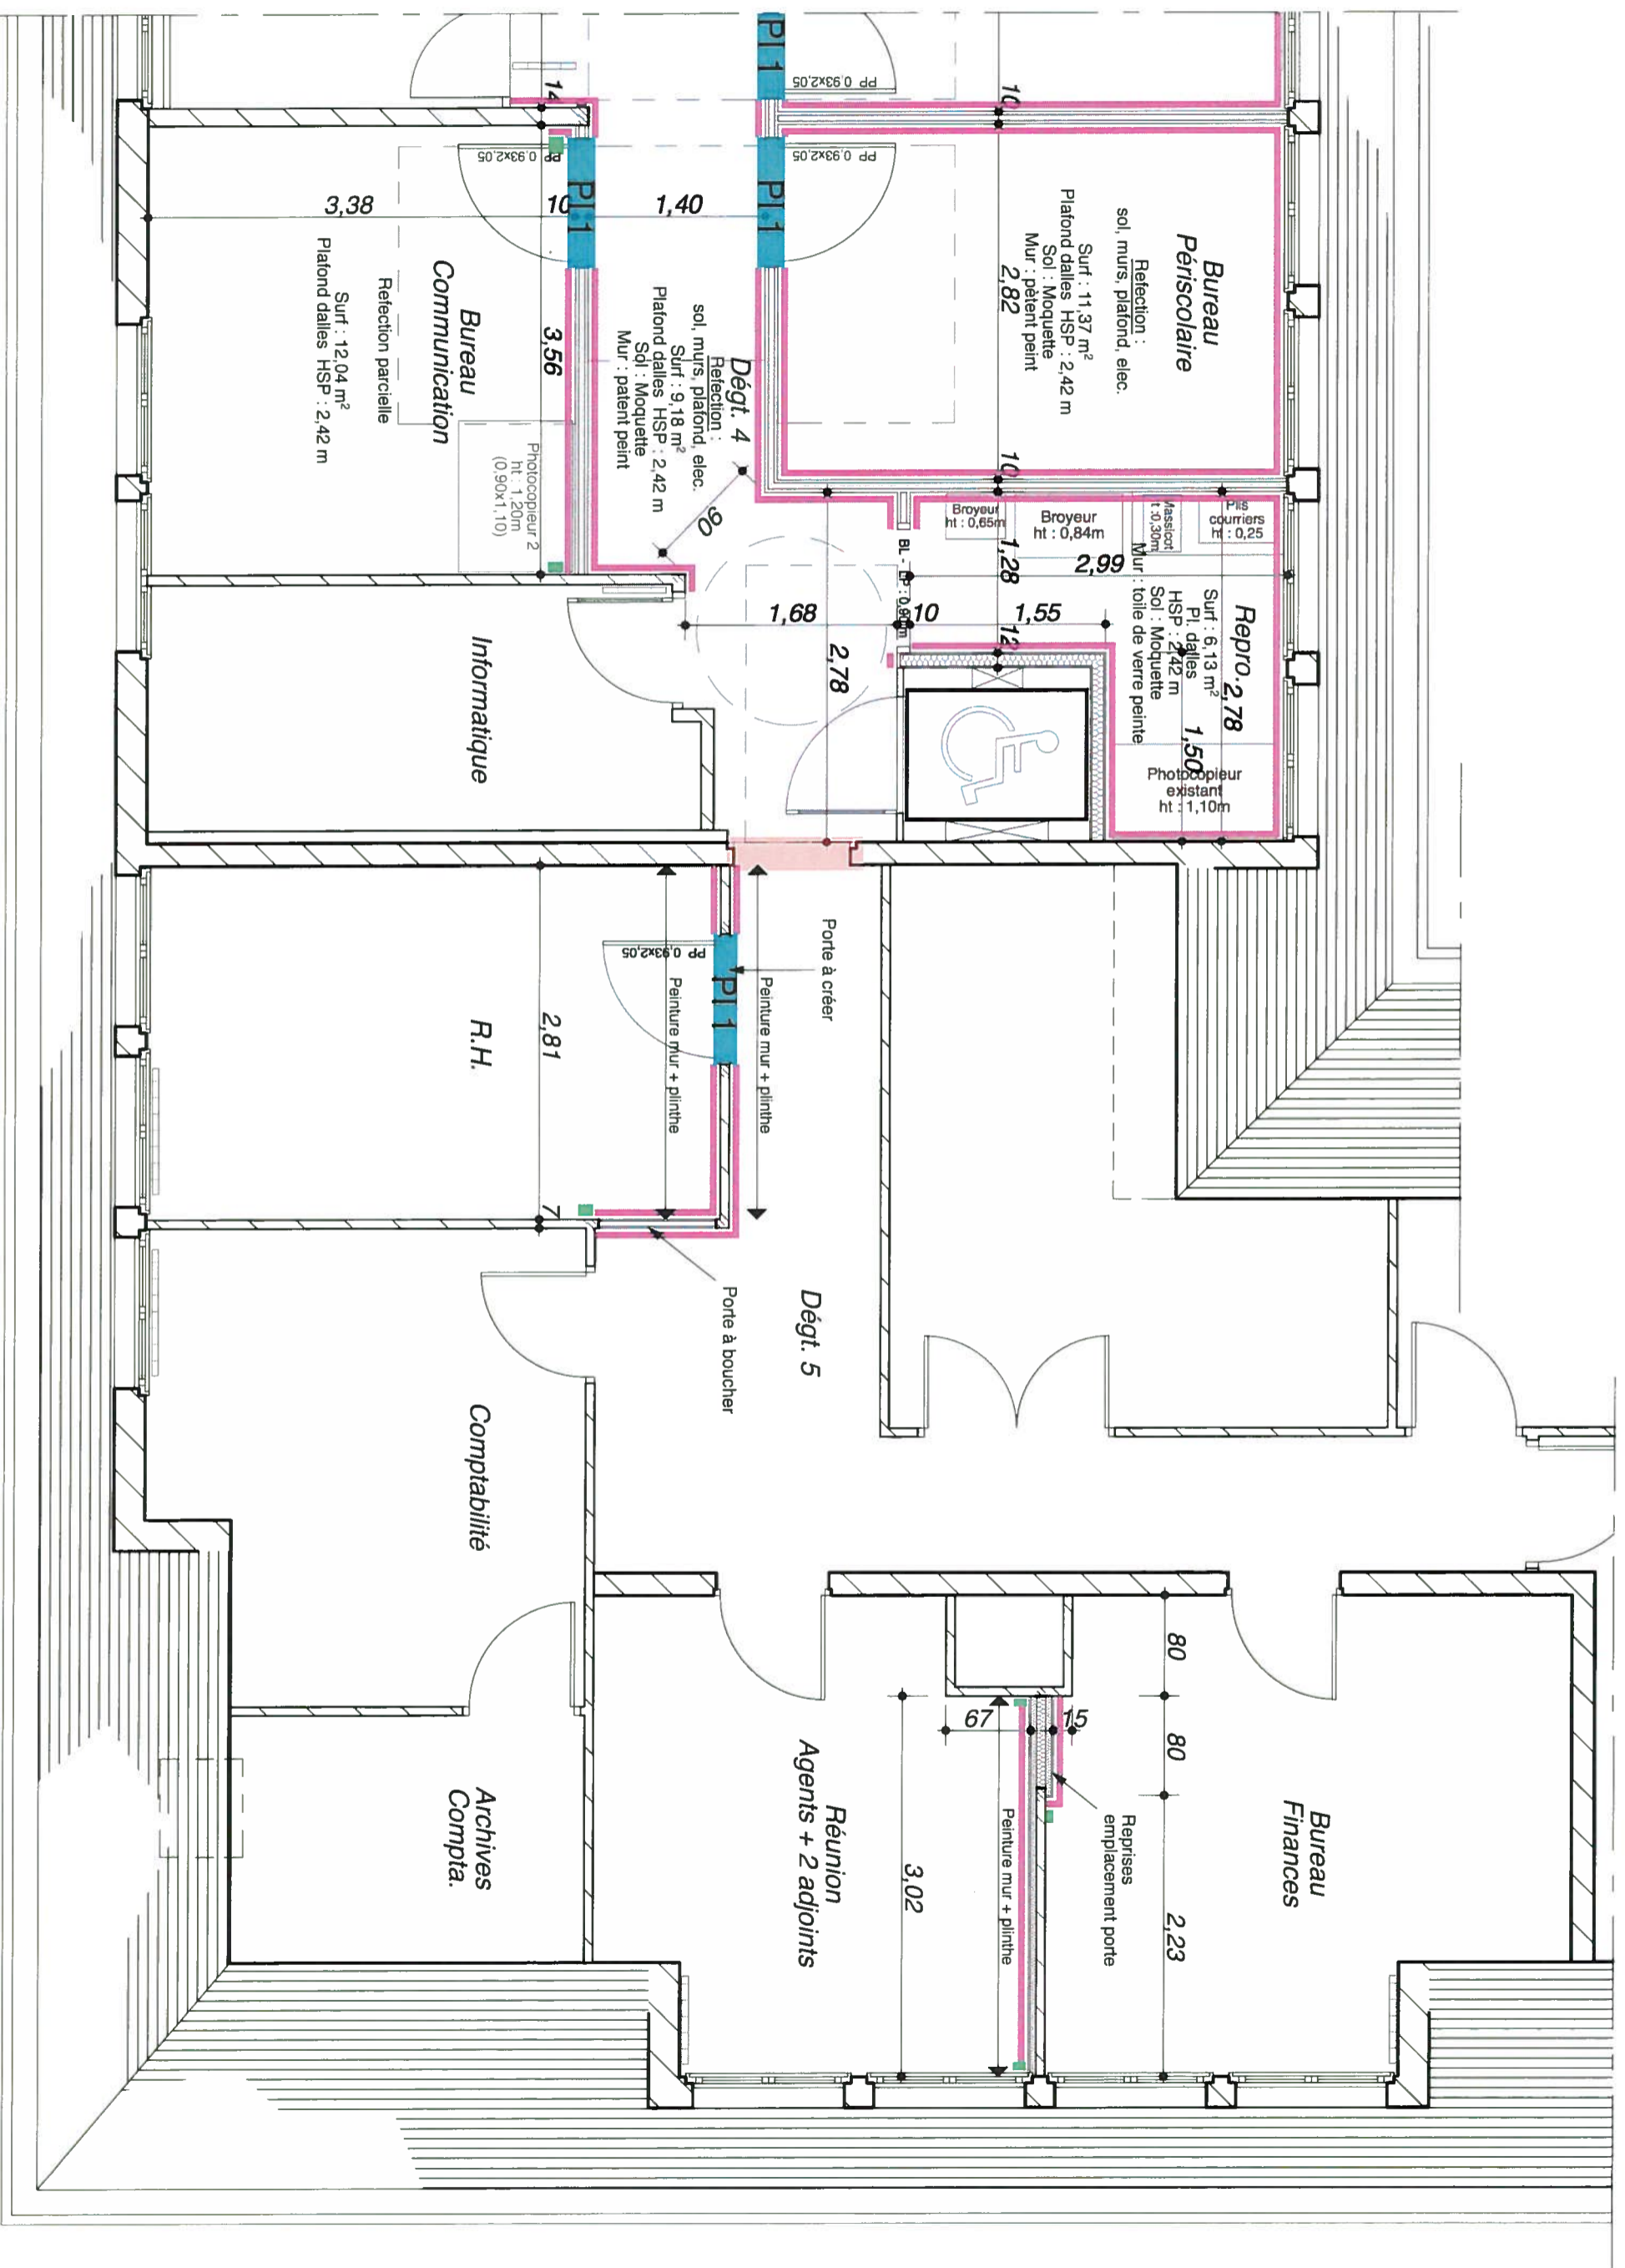 PI 1
PP 0,93x2,05
14
10
PP 0,93x2,05
PP 0,93x2,05
PI 1
PI 1
3,38
10
1,40
Bureau
Périscolaire
Refection :
sol, murs, plafond, elec.
Surf : 11,37 m²
Plafond dalles HSP : 2,42 m
Sol : Moquette
Mur : pêtent peint
2,82
10
Bureau
Communication
Refection parcielle
Surf : 12,04 m²
Plafond dalles HSP : 2,42 m
3,56
Photocopieur 2
ht : 1,20m
(0.90x1,10)
Dégt. 4
Refection :
sol, murs, plafond, elec.
Surf : 9,18 m²
Plafond dalles HSP : 2,42 m
Sol : Moquette
Mur : patent peint
90
Broyeur
ht : 0,65m
Broyeur
ht : 0,84m
Massicot
t :0,30m
Plis
courriers
ht : 0,25
Repro.
Surf : 6,13 m²
Pl. dalles
HSP : 2,42 m
Sol : Moquette
Mur : toile de verre peinte
BL - EP : 0,90m
1,28
2,99
1,68
10
1,55
12
2,78
2,78
1,50
Photocopieur
existant
ht : 1,10m
Informatique
R.H.
2,81
7
PP 0,93x2,05
PI 1
Porte à créer
Peinture mur + plinthe
Peinture mur + plinthe
Porte à boucher
Dégt. 5
Comptabilité
Archives
Compta.
Réunion
Agents + 2 adjoints
3,02
67
15
Peinture mur + plinthe
Reprises
emplacement porte
80
80
2,23
Bureau
Finances